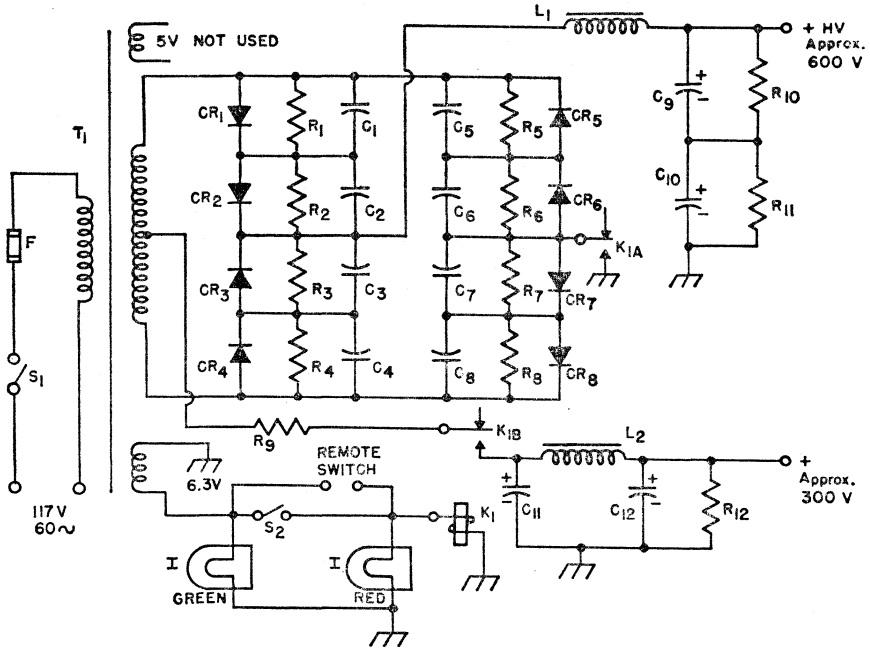 5V NOT USED
T1
F
S1
117V
60~
CR1
R1
C1
CR2
R2
C2
CR3
R3
C3
CR4
R4
C4
C5
R5
CR5
C6
R6
CR6
K1A
C7
R7
CR7
C8
R8
CR8
L1
+ HV
Approx.
600 V
C9
+
-
R10
C10
+
-
R11
R9
K1B
L2
+
Approx.
300 V
+
-
C11
+
-
C12
R12
6.3V
REMOTE
SWITCH
S2
K1
I
GREEN
I
RED